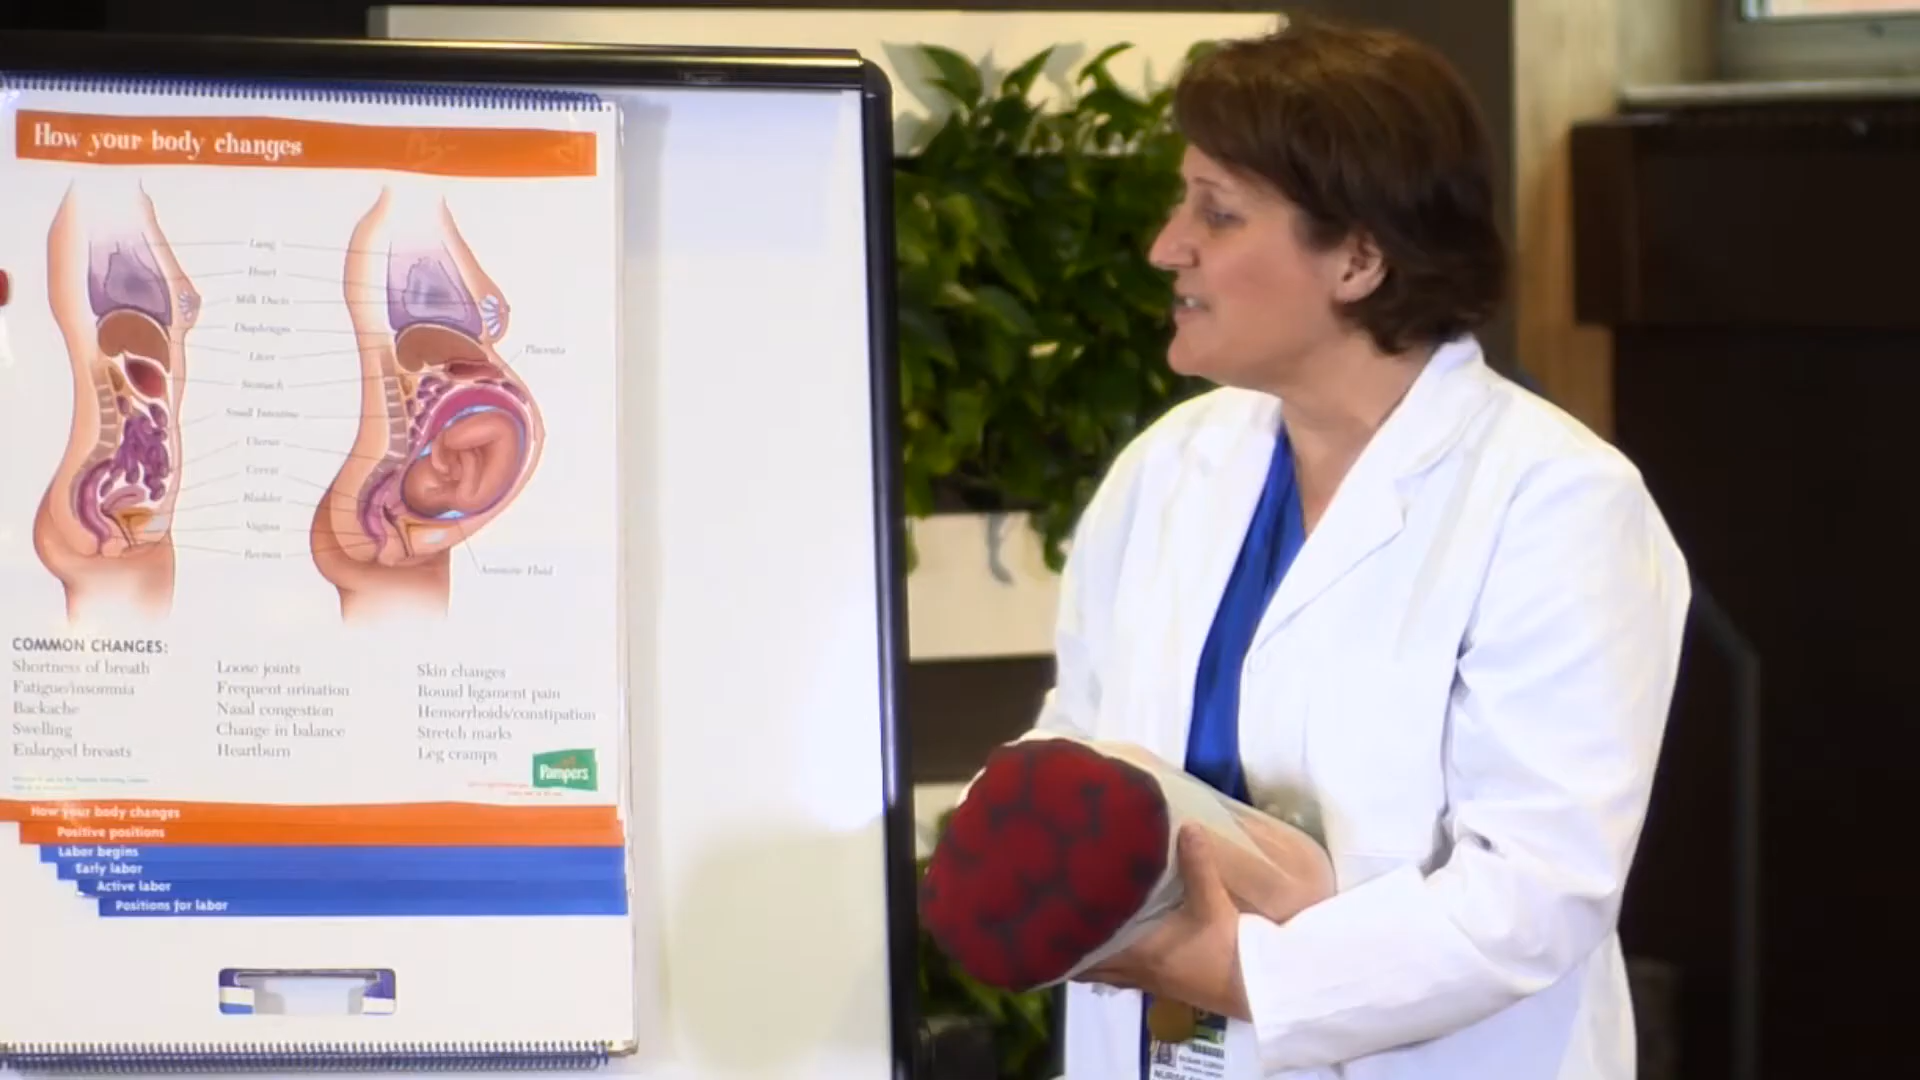 How your body changes
Lung
Heart
Milk Ducts
Diaphragm
Liver
Placenta
Stomach
Small Intestine
Uterus
Cervix
Bladder
Vagina
Rectum
Amniotic Fluid
COMMON CHANGES:
Shortness of breath
Fatigue/insomnia
Backache
Swelling
Enlarged breasts
Loose joints
Frequent urination
Nasal congestion
Change in balance
Heartburn
Skin changes
Round ligament pain
Hemorrhoids/constipation
Stretch marks
Leg cramps
Pampers
How your body changes
Positive positions
Labor begins
Early labor
Active labor
Positions for labor